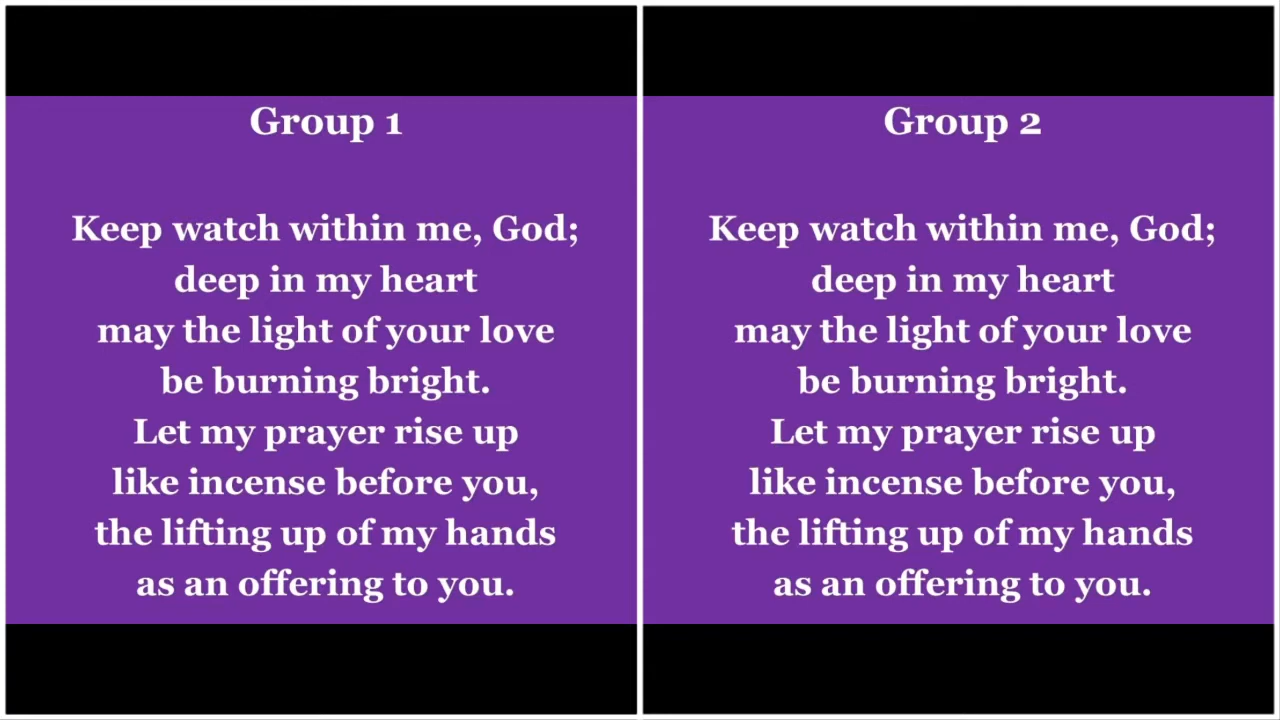 Group 1
Keep watch within me, God;
deep in my heart
may the light of your love
be burning bright.
Let my prayer rise up
like incense before you,
the lifting up of my hands
as an offering to you.
Group 2
Keep watch within me, God;
deep in my heart
may the light of your love
be burning bright.
Let my prayer rise up
like incense before you,
the lifting up of my hands
as an offering to you.